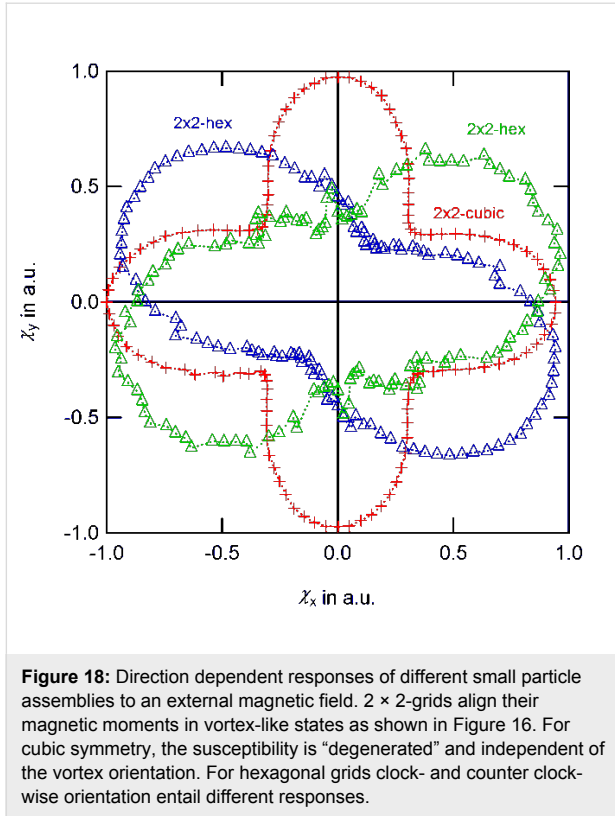 1.0
2x2-hex
2x2-hex
0.5
2x2-cubic
χy in a.u.
0.0
-0.5
-1.0
-1.0 -0.5 0.0 0.5 1.0
χx in a.u.
Figure 18: Direction dependent responses of different small particle
assemblies to an external magnetic field. 2 × 2-grids align their
magnetic moments in vortex-like states as shown in Figure 16. For
cubic symmetry, the susceptibility is “degenerated” and independent of
the vortex orientation. For hexagonal grids clock- and counter clock-
wise orientation entail different responses.